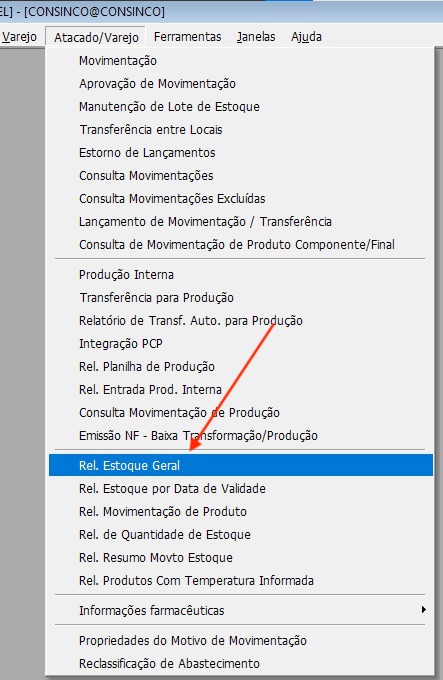 EL] - [CONSINCO@CONSINCO]
Varejo Atacado/Varejo Ferramentas Janelas Ajuda
Movimentação
Aprovação de Movimentação
Manutenção de Lote de Estoque
Transferência entre Locais
Estorno de Lançamentos
Consulta Movimentações
Consulta Movimentações Excluídas
Lançamento de Movimentação / Transferência
Consulta de Movimentação de Produto Componente/Final
Produção Interna
Transferência para Produção
Relatório de Transf. Auto. para Produção
Integração PCP
Rel. Planilha de Produção
Rel. Entrada Prod. Interna
Consulta Movimentação de Produção
Emissão NF - Baixa Transformação/Produção
Rel. Estoque Geral
Rel. Estoque por Data de Validade
Rel. Movimentação de Produto
Rel. de Quantidade de Estoque
Rel. Resumo Movto Estoque
Rel. Produtos Com Temperatura Informada
Informações farmacêuticas
Propriedades do Motivo de Movimentação
Reclassificação de Abastecimento